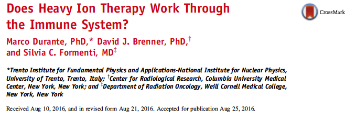 Does Heavy Ion Therapy Work Through
the Immune System?
CrossMark
Marco Durante, PhD,* David J. Brenner, PhD,†
and Silvia C. Formenti, MD‡
*Trento Institute for Fundamental Physics and Applications-National Institute for Nuclear Physics,
University of Trento, Trento, Italy; †Center for Radiological Research, Columbia University Medical
Center, New York, New York; and ‡Department of Radiation Oncology, Weill Cornell Medical College,
New York, New York
Received Aug 10, 2016, and in revised form Aug 21, 2016. Accepted for publication Aug 25, 2016.